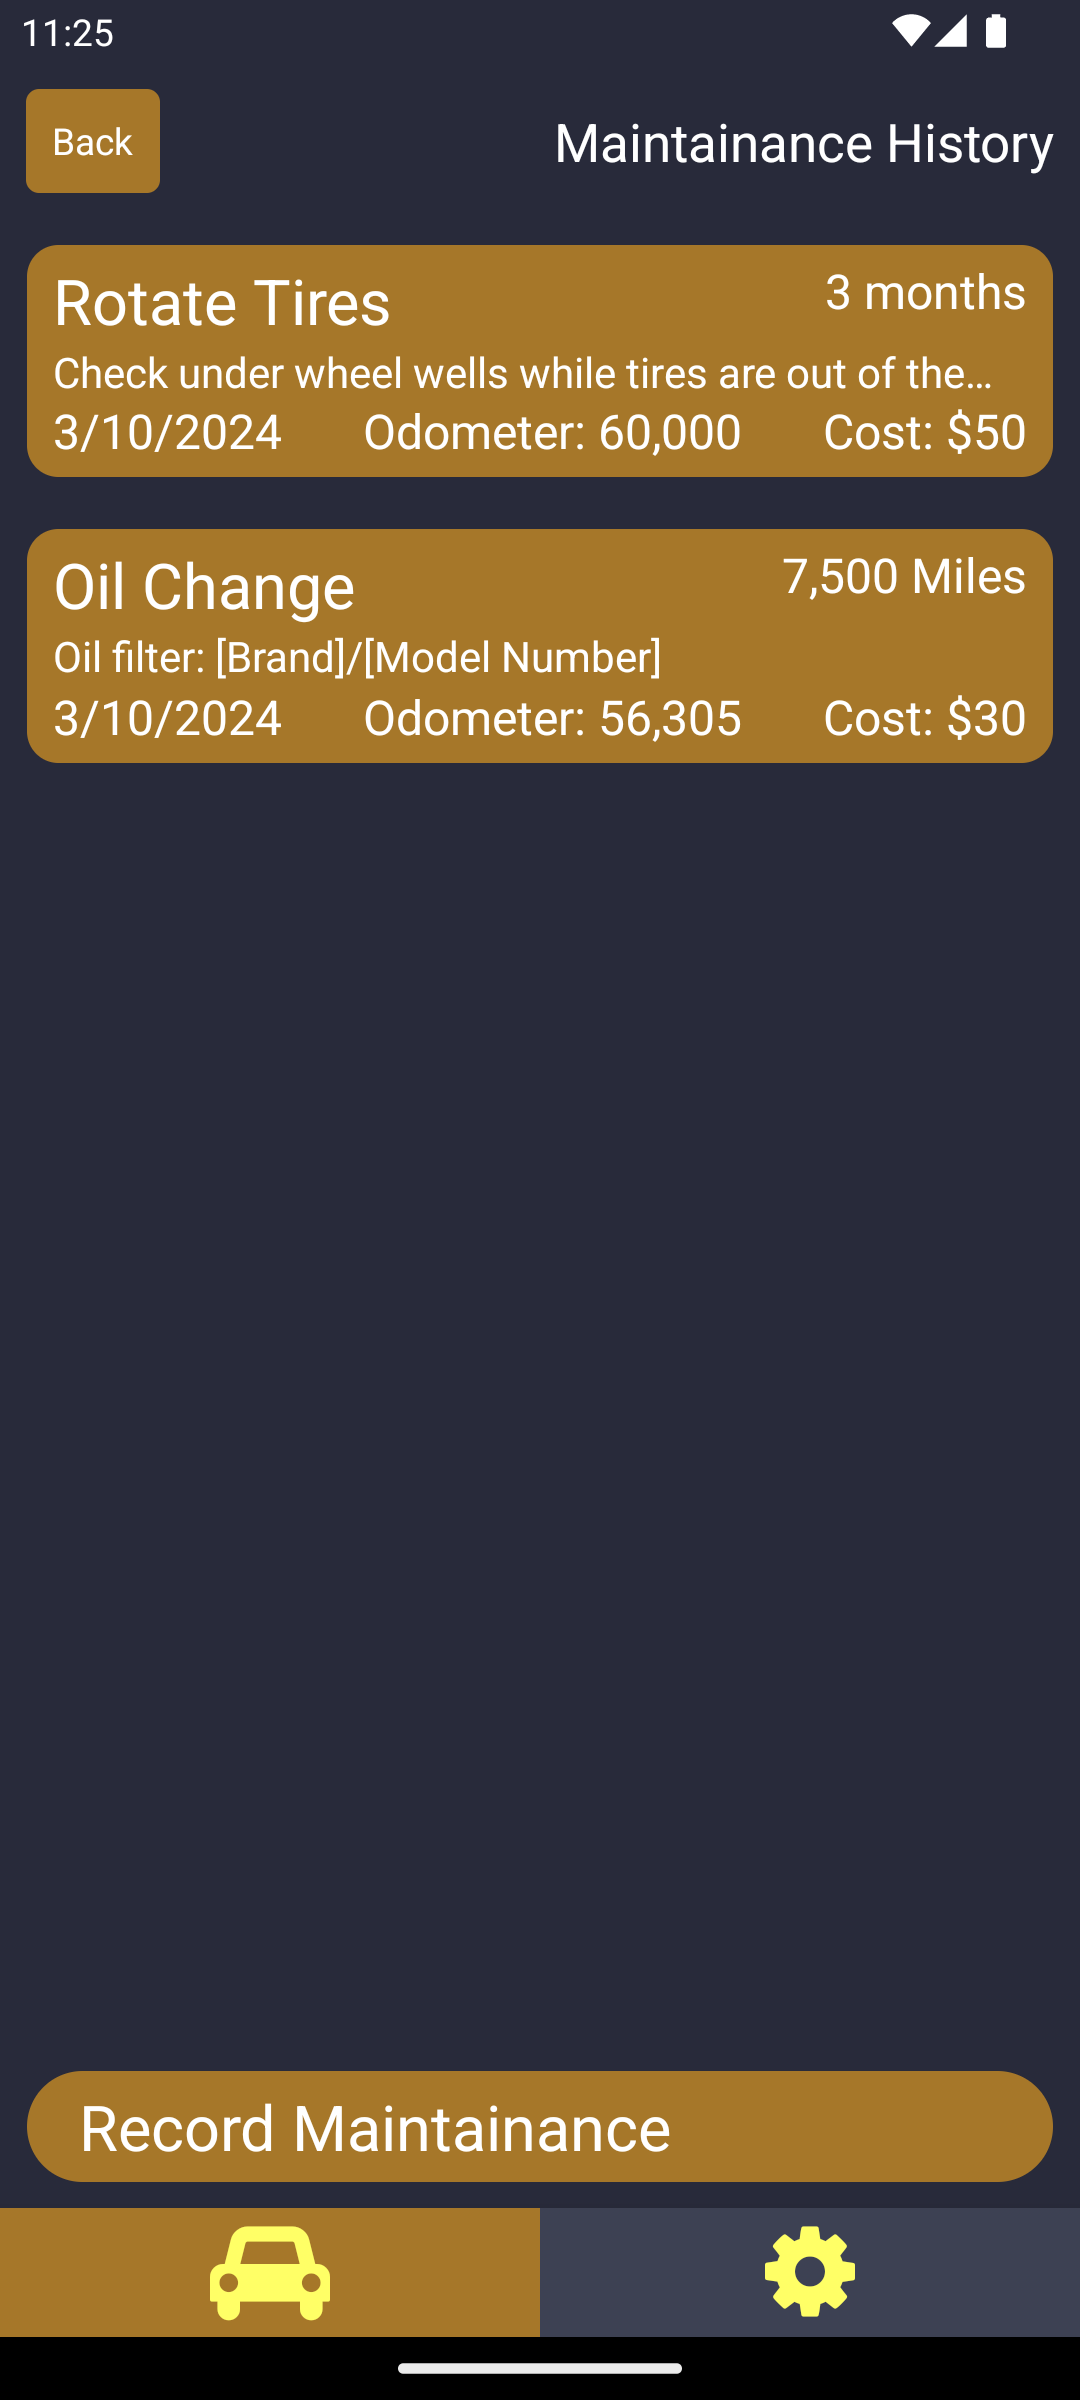 11:25
Back
Maintainance History
Rotate Tires
3 months
Check under wheel wells while tires are out of the…
3/10/2024 Odometer: 60,000 Cost: $50
Oil Change
7,500 Miles
Oil filter: [Brand]/[Model Number]
3/10/2024 Odometer: 56,305 Cost: $30
Record Maintainance